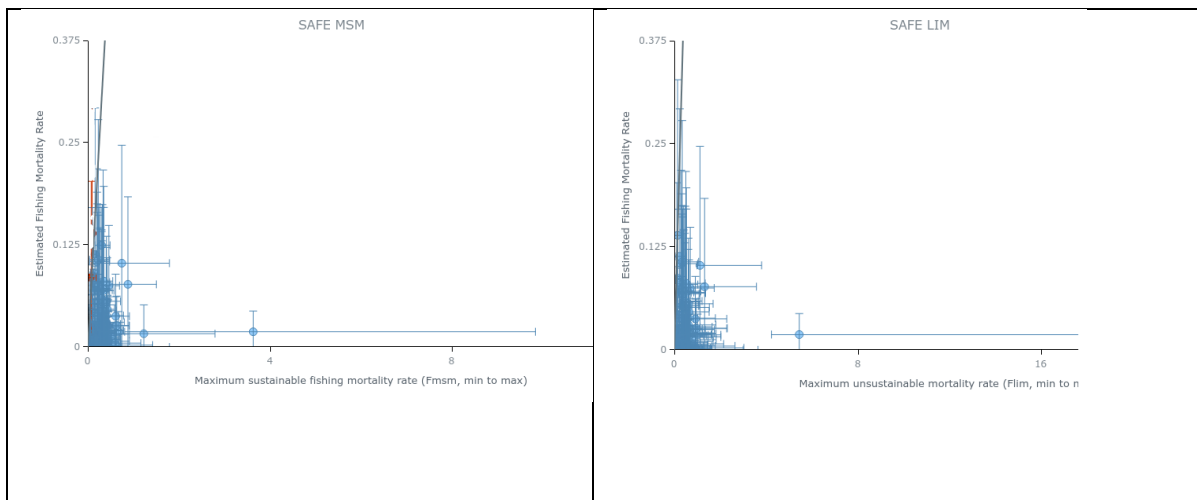 SAFE MSM
0.375
0.25
0.125
0
Estimated Fishing Mortality Rate
0
4
8
Maximum sustainable fishing mortality rate (Fmsm, min to max)
SAFE LIM
0.375
0.25
0.125
0
Estimated Fishing Mortality Rate
0
8
16
Maximum unsustainable mortality rate (Flim, min to